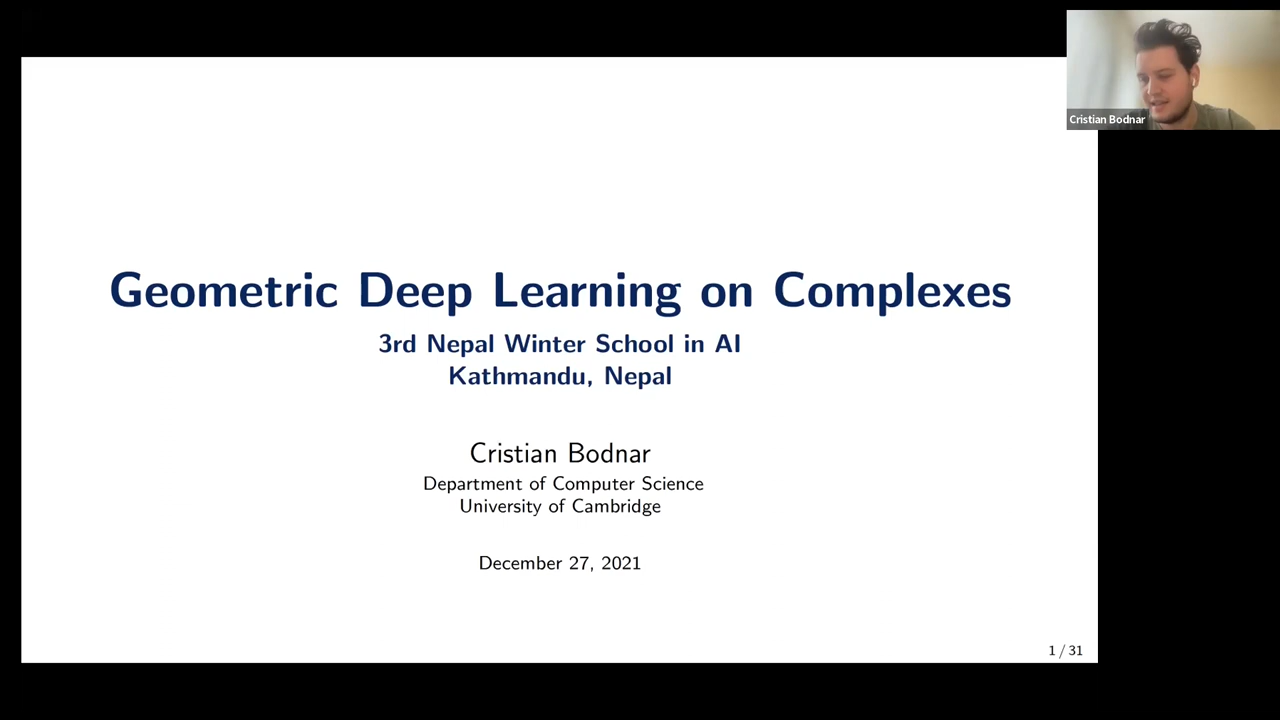 Cristian Bodnar
Geometric Deep Learning on Complexes
3rd Nepal Winter School in AI
Kathmandu, Nepal
Cristian Bodnar
Department of Computer Science
University of Cambridge
December 27, 2021
1 / 31